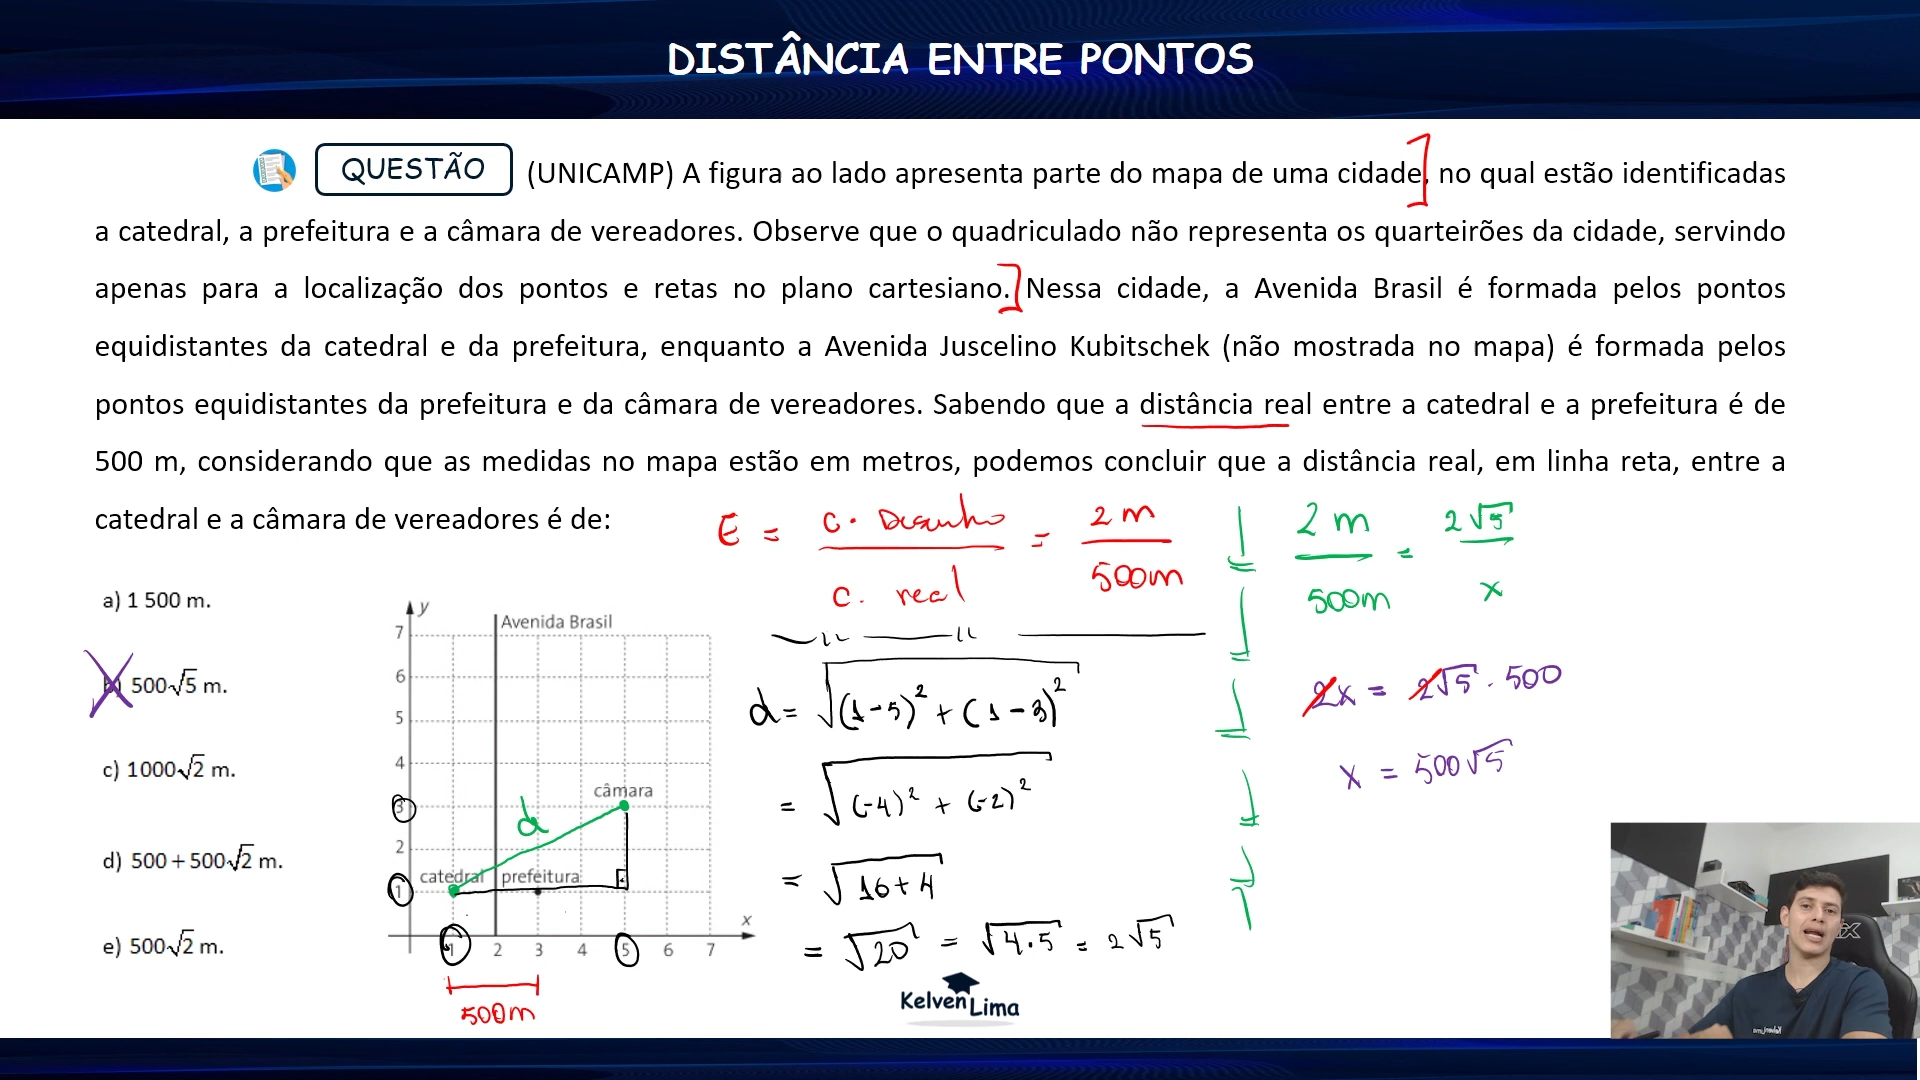 DISTÂNCIA ENTRE PONTOS
QUESTÃO (UNICAMP) A figura ao lado apresenta parte do mapa de uma cidade, no qual estão identificadas
a catedral, a prefeitura e a câmara de vereadores. Observe que o quadriculado não representa os quarteirões da cidade, servindo
apenas para a localização dos pontos e retas no plano cartesiano. Nessa cidade, a Avenida Brasil é formada pelos pontos
equidistantes da catedral e da prefeitura, enquanto a Avenida Juscelino Kubitschek (não mostrada no mapa) é formada pelos
pontos equidistantes da prefeitura e da câmara de vereadores. Sabendo que a distância real entre a catedral e a prefeitura é de
500 m, considerando que as medidas no mapa estão em metros, podemos concluir que a distância real, em linha reta, entre a
catedral e a câmara de vereadores é de:
a) 1 500 m.
b) 500√5 m.
c) 1000√2 m.
d) 500 + 500√2 m.
e) 500√2 m.
y
Avenida Brasil
7
6
5
4
câmara
3
d
2
catedral prefeitura
1
x
1 2 3 4 5 6 7
500m
E = C. Desenho / C. real = 2 m / 500m
d = √(1-5)² + (1-3)²
= √(-4)² + (-2)²
= √16+4
= √20 = √4.5 = 2√5
2 m / 500m = 2√5 / x
2x = 2√5 . 500
x = 500√5
Kelven Lima